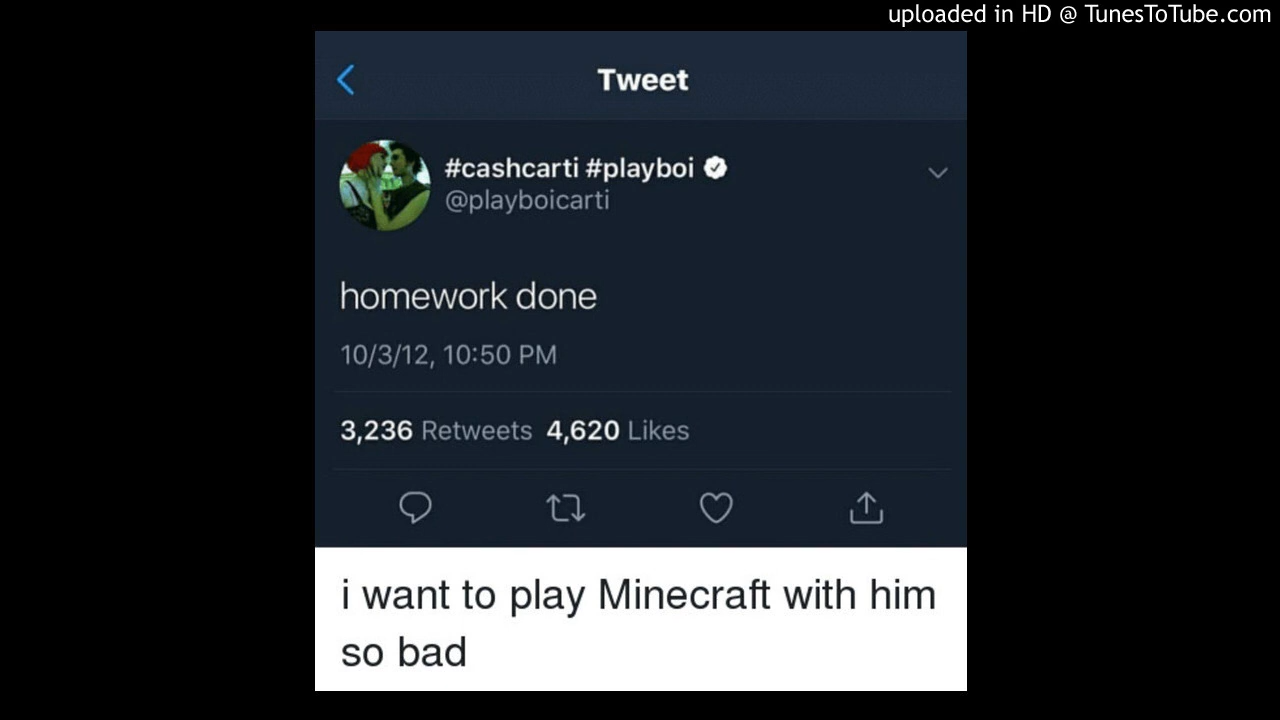 uploaded in HD @ TunesToTube.com
Tweet
#cashcarti #playboi
@playboicarti
homework done
10/3/12, 10:50 PM
3,236 Retweets 4,620 Likes
i want to play Minecraft with him
so bad